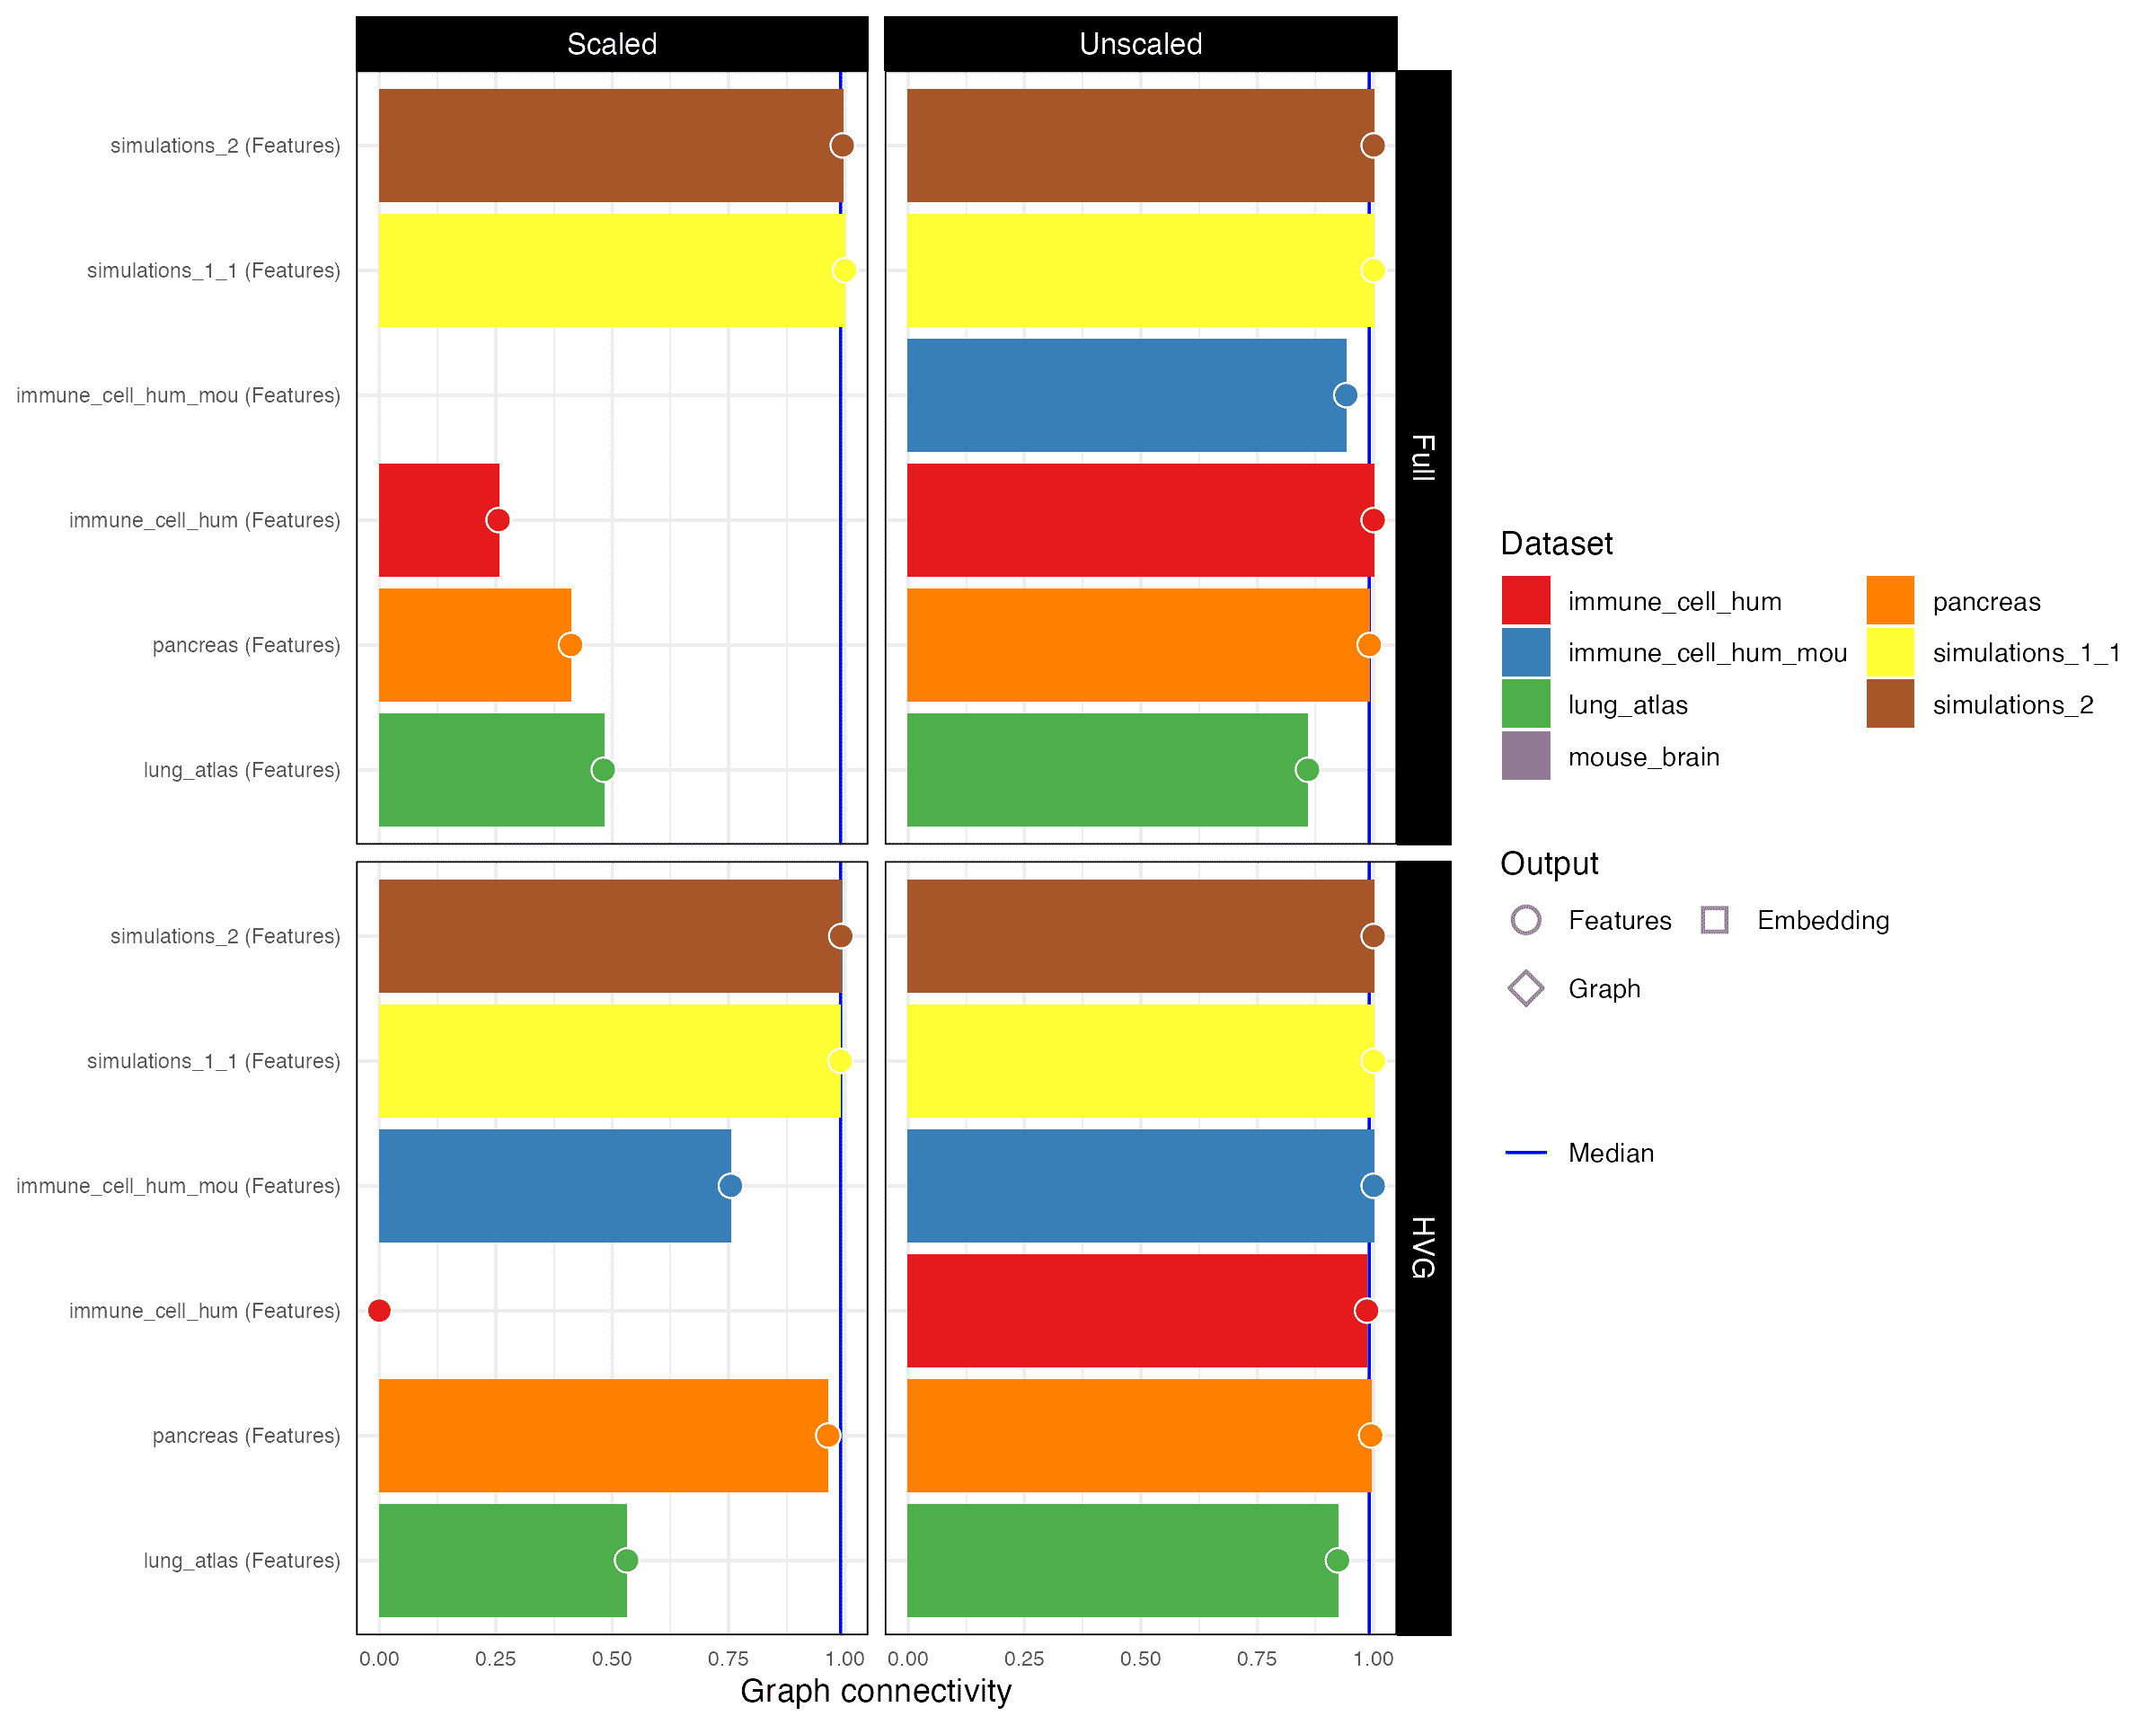 Scaled
Unscaled
simulations_2 (Features)
simulations_1_1 (Features)
immune_cell_hum_mou (Features)
immune_cell_hum (Features)
pancreas (Features)
lung_atlas (Features)
Full
simulations_2 (Features)
simulations_1_1 (Features)
immune_cell_hum_mou (Features)
immune_cell_hum (Features)
pancreas (Features)
lung_atlas (Features)
HVG
0.00 0.25 0.50 0.75 1.00
0.00 0.25 0.50 0.75 1.00
Graph connectivity
Dataset
immune_cell_hum
immune_cell_hum_mou
lung_atlas
mouse_brain
pancreas
simulations_1_1
simulations_2
Output
Features
Embedding
Graph
Median